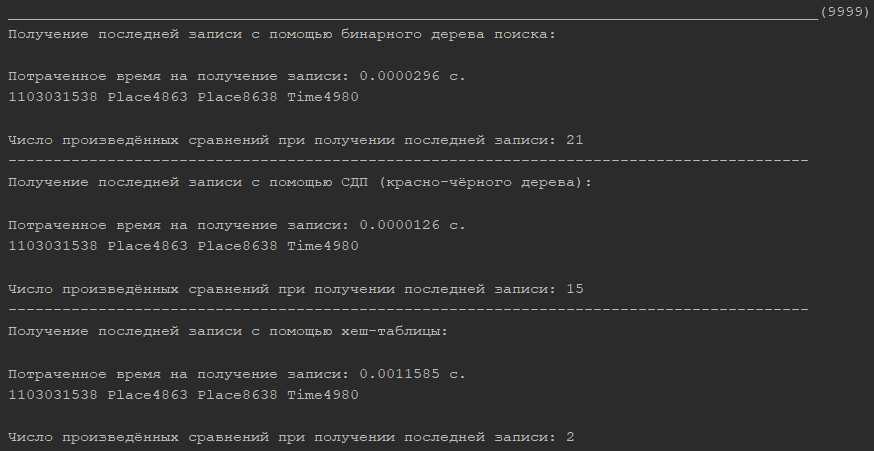 __________________________________________________________________________________________(9999)
Получение последней записи с помощью бинарного дерева поиска:
Потраченное время на получение записи: 0.0000296 с.
1103031538 Place4863 Place8638 Time4980
Число произведённых сравнений при получении последней записи: 21
-----------------------------------------------------------------------------------------
Получение последней записи с помощью СДП (красно-чёрного дерева):
Потраченное время на получение записи: 0.0000126 с.
1103031538 Place4863 Place8638 Time4980
Число произведённых сравнений при получении последней записи: 15
-----------------------------------------------------------------------------------------
Получение последней записи с помощью хеш-таблицы:
Потраченное время на получение записи: 0.0011585 с.
1103031538 Place4863 Place8638 Time4980
Число произведённых сравнений при получении последней записи: 2